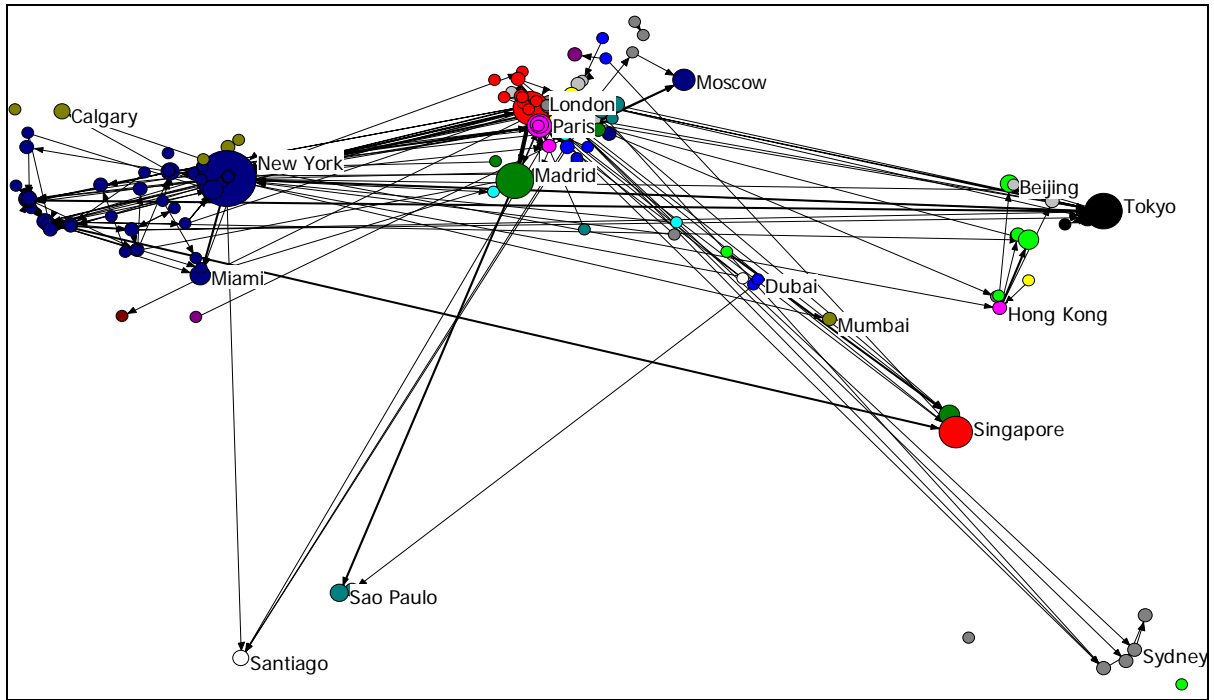 Moscow
London
Calgary
Paris
New York
Madrid
Beijing
Tokyo
Miami
Dubai
Hong Kong
Mumbai
Singapore
Sao Paulo
Santiago
Sydney